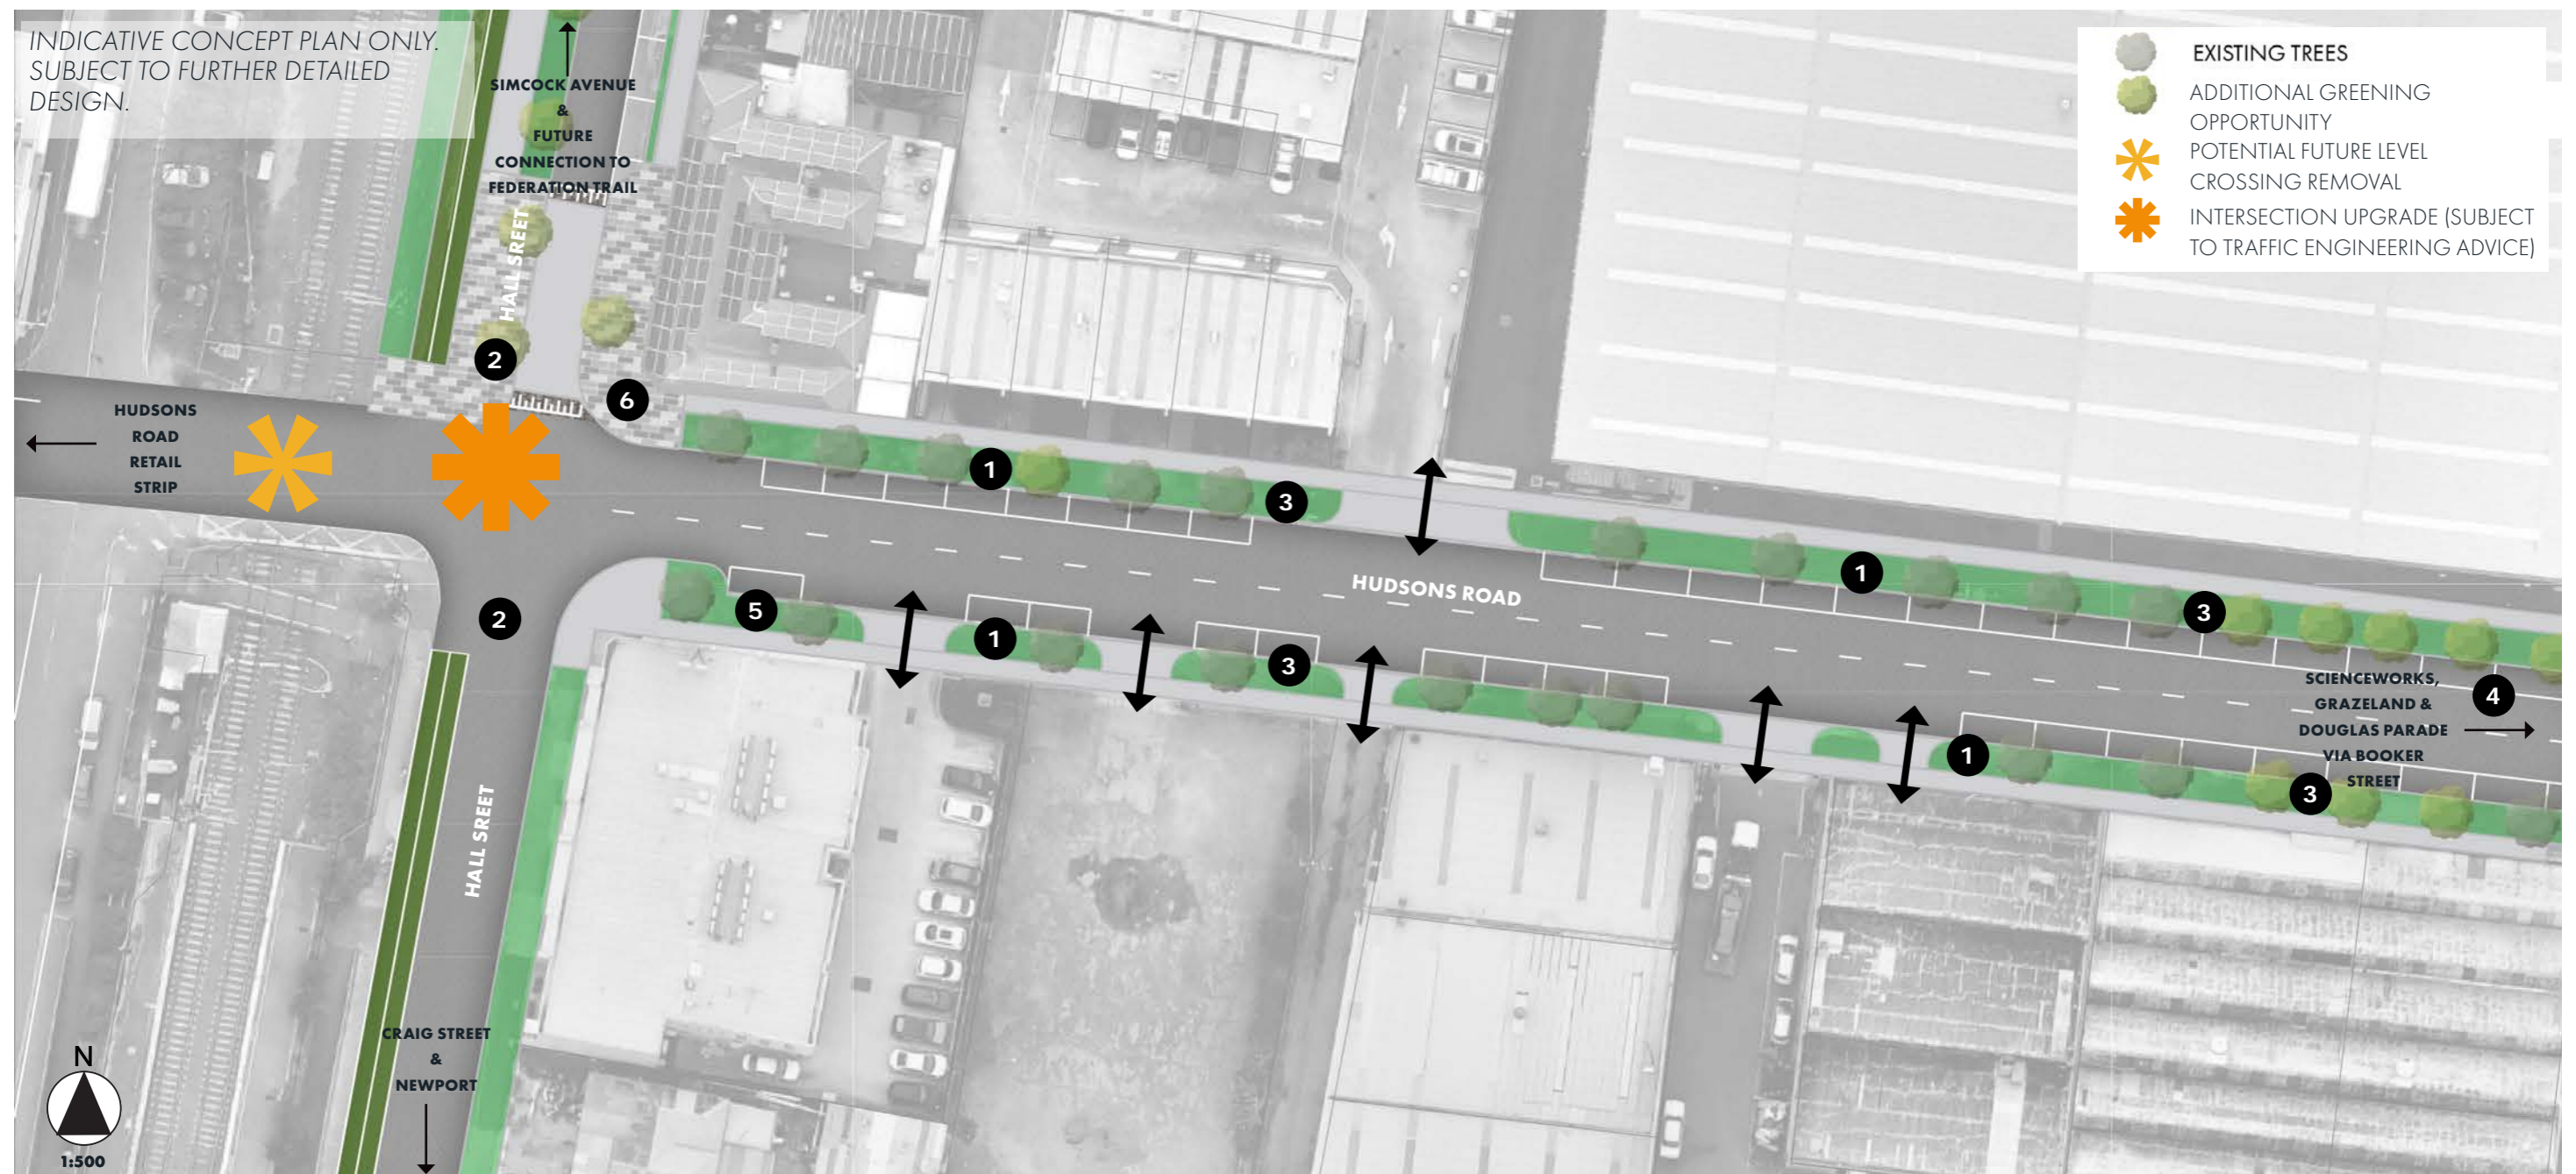 INDICATIVE CONCEPT PLAN ONLY.
SUBJECT TO FURTHER DETAILED
DESIGN.
SIMCOCK AVENUE
&
FUTURE
CONNECTION TO
FEDERATION TRAIL
EXISTING TREES
ADDITIONAL GREENING
OPPORTUNITY
POTENTIAL FUTURE LEVEL
CROSSING REMOVAL
INTERSECTION UPGRADE (SUBJECT
TO TRAFFIC ENGINEERING ADVICE)
HALL SREET
2
6
HUDSONS
ROAD
RETAIL
STRIP
1
3
HUDSONS ROAD
1
3
2
5
1
3
SCIENCEWORKS,
GRAZELAND &
DOUGLAS PARADE
VIA BOOKER
STREET
4
1
3
HALL SREET
CRAIG STREET
&
NEWPORT
N
1:500